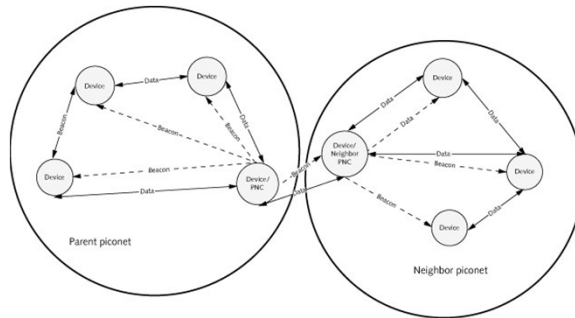 Device
Device
Data
Device
Beacon
Beacon
Beacon
Data
Data
Data
Device
Beacon
Data
Device/
Neighbor
PNC
Device/
PNC
Device
Beacon
Data
Beacon
Data
Beacon
Device
Data
Device
Parent piconet
Neighbor piconet